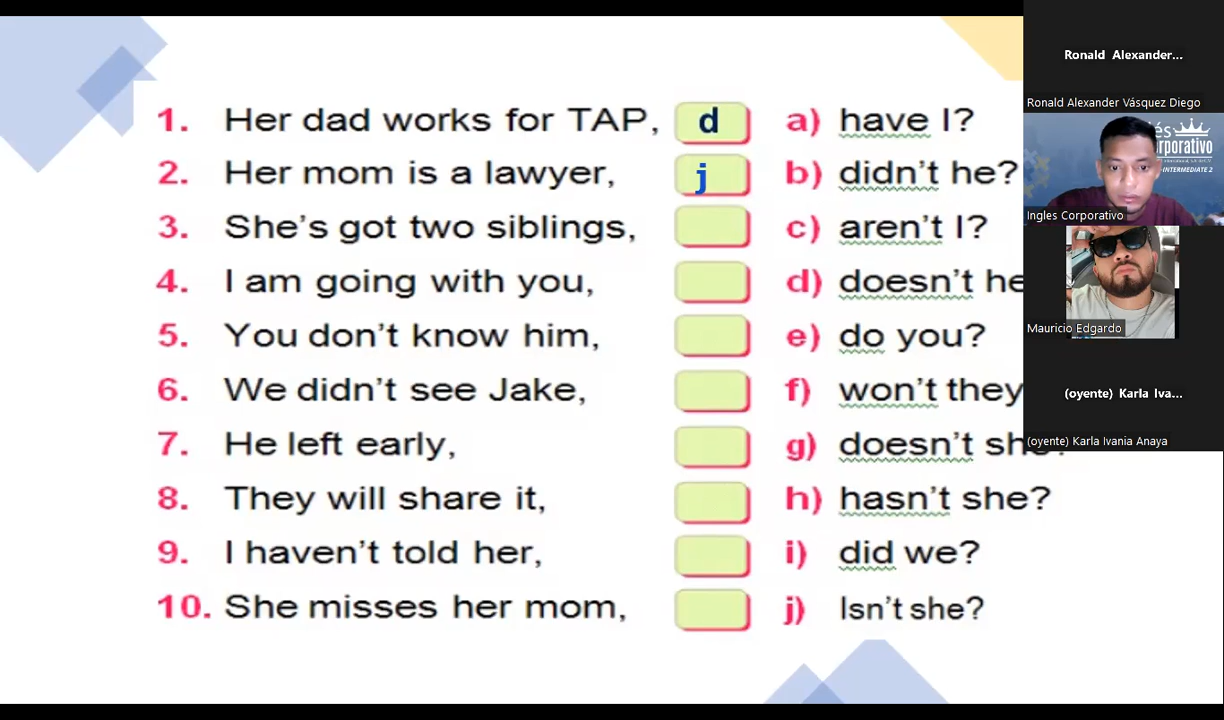 1. Her dad works for TAP, d a) have I?
2. Her mom is a lawyer, j b) didn't he?
3. She's got two siblings, c) aren't I?
4. I am going with you, d) doesn't he
5. You don't know him, e) do you?
6. We didn't see Jake, f) won't they
7. He left early, g) doesn't she?
8. They will share it, h) hasn't she?
9. I haven't told her, i) did we?
10. She misses her mom, j) Isn't she?
Ronald Alexander...
Ronald Alexander Vásquez Diego
INTERMEDIATE 2
Ingles Corporativo
Mauricio Edgardo
(oyente) Karla Iva...
(oyente) Karla Ivania Anaya